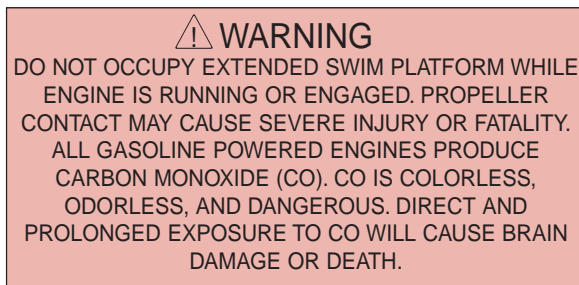 ⚠ WARNING
DO NOT OCCUPY EXTENDED SWIM PLATFORM WHILE
ENGINE IS RUNNING OR ENGAGED. PROPELLER
CONTACT MAY CAUSE SEVERE INJURY OR FATALITY.
ALL GASOLINE POWERED ENGINES PRODUCE
CARBON MONOXIDE (CO). CO IS COLORLESS,
ODORLESS, AND DANGEROUS. DIRECT AND
PROLONGED EXPOSURE TO CO WILL CAUSE BRAIN
DAMAGE OR DEATH.